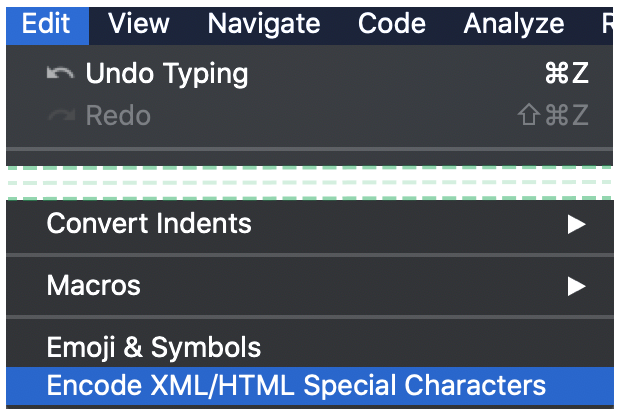 Edit View Navigate Code Analyze R
Undo Typing ⌘Z
Redo ⇧⌘Z
Convert Indents ▶
Macros ▶
Emoji & Symbols
Encode XML/HTML Special Characters